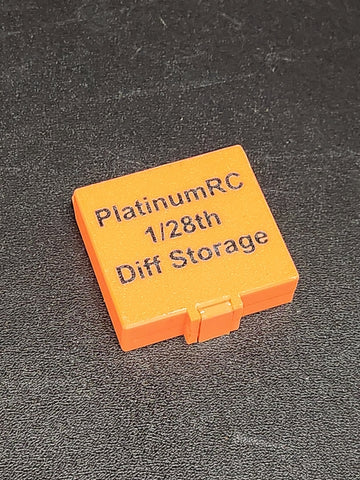 PlatinumRC
1/28th
Diff Storage